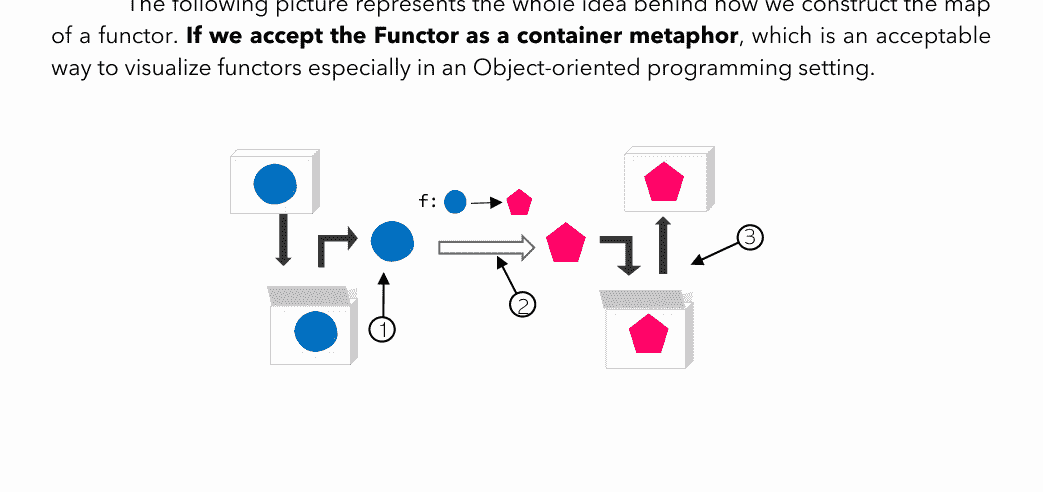 The following picture represents the whole idea behind how we construct the map
of a functor. If we accept the Functor as a container metaphor, which is an acceptable
way to visualize functors especially in an Object-oriented programming setting.
f:
3
2
1